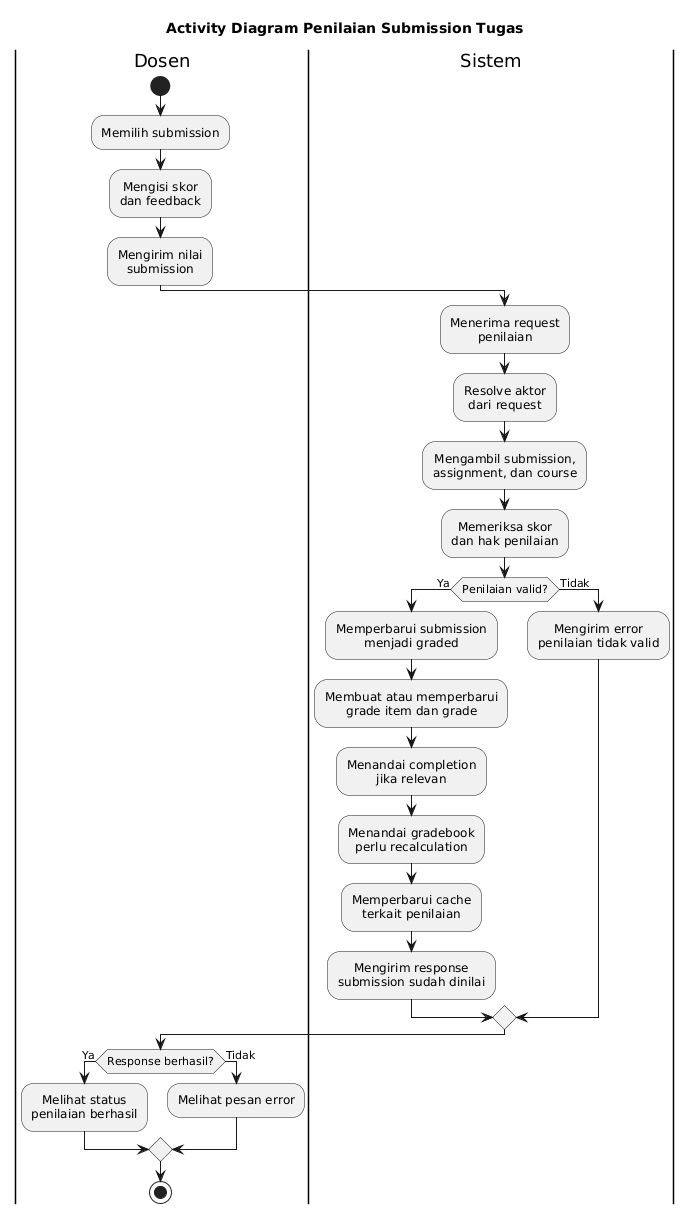 Activity Diagram Penilaian Submission Tugas
Dosen
Sistem
Memilih submission
Mengisi skor
dan feedback
Mengirim nilai
submission
Menerima request
penilaian
Resolve aktor
dari request
Mengambil submission,
assignment, dan course
Memeriksa skor
dan hak penilaian
Ya
Penilaian valid?
Tidak
Memperbarui submission
menjadi graded
Mengirim error
penilaian tidak valid
Membuat atau memperbarui
grade item dan grade
Menandai completion
jika relevan
Menandai gradebook
perlu recalculation
Memperbarui cache
terkait penilaian
Mengirim response
submission sudah dinilai
Ya
Response berhasil?
Tidak
Melihat status
penilaian berhasil
Melihat pesan error